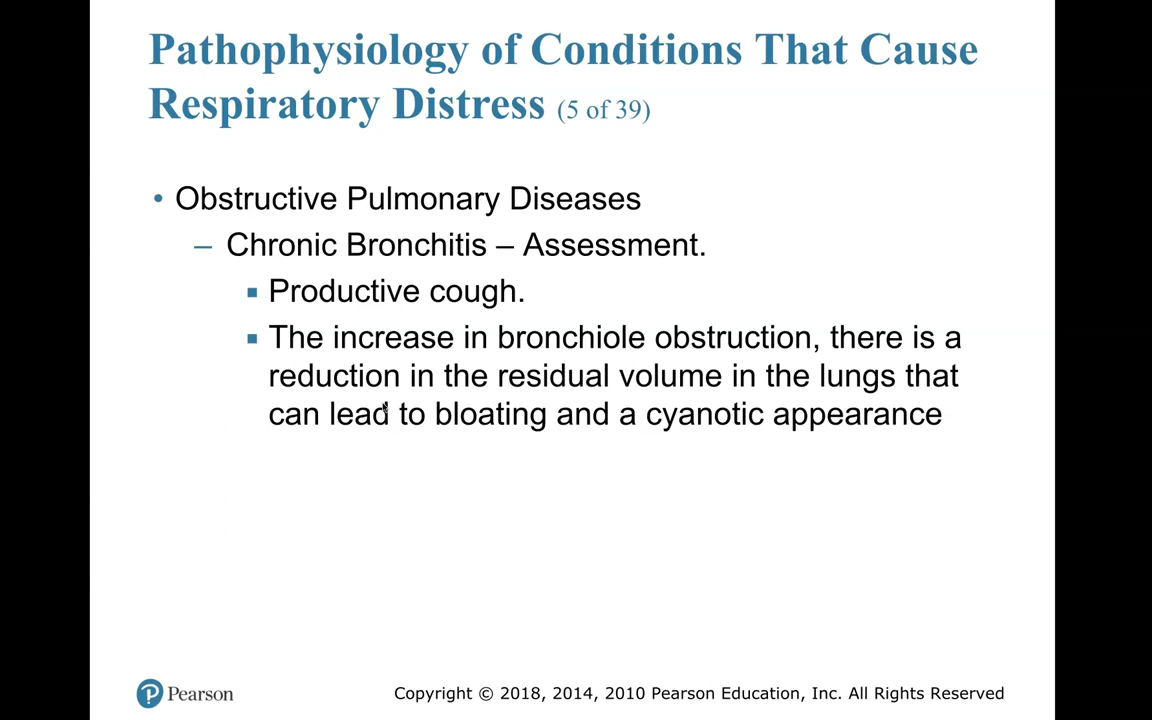 Pathophysiology of Conditions That Cause
Respiratory Distress (5 of 39)
• Obstructive Pulmonary Diseases
– Chronic Bronchitis – Assessment.
▪ Productive cough.
▪ The increase in bronchiole obstruction, there is a
reduction in the residual volume in the lungs that
can lead to bloating and a cyanotic appearance
Pearson
Copyright © 2018, 2014, 2010 Pearson Education, Inc. All Rights Reserved